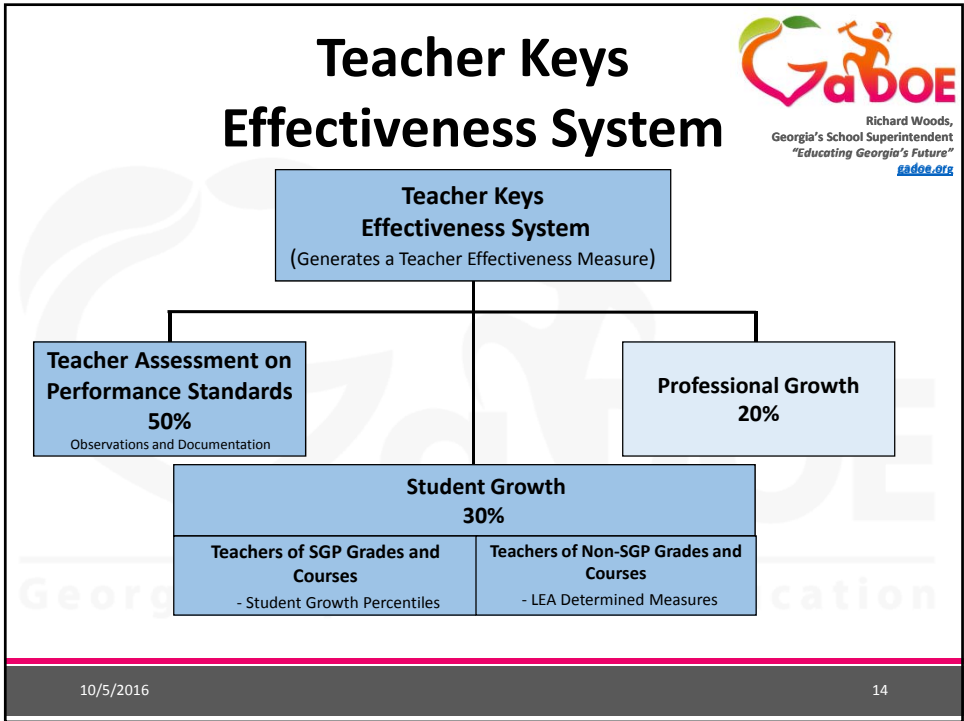 Teacher Keys
Effectiveness System
GaDOE
Richard Woods,
Georgia's School Superintendent
"Educating Georgia's Future"
gadoe.org
Teacher Keys
Effectiveness System
(Generates a Teacher Effectiveness Measure)
Teacher Assessment on
Performance Standards
50%
Observations and Documentation
Professional Growth
20%
Student Growth
30%
Teachers of SGP Grades and
Courses
- Student Growth Percentiles
Teachers of Non-SGP Grades and
Courses
- LEA Determined Measures
10/5/2016
14